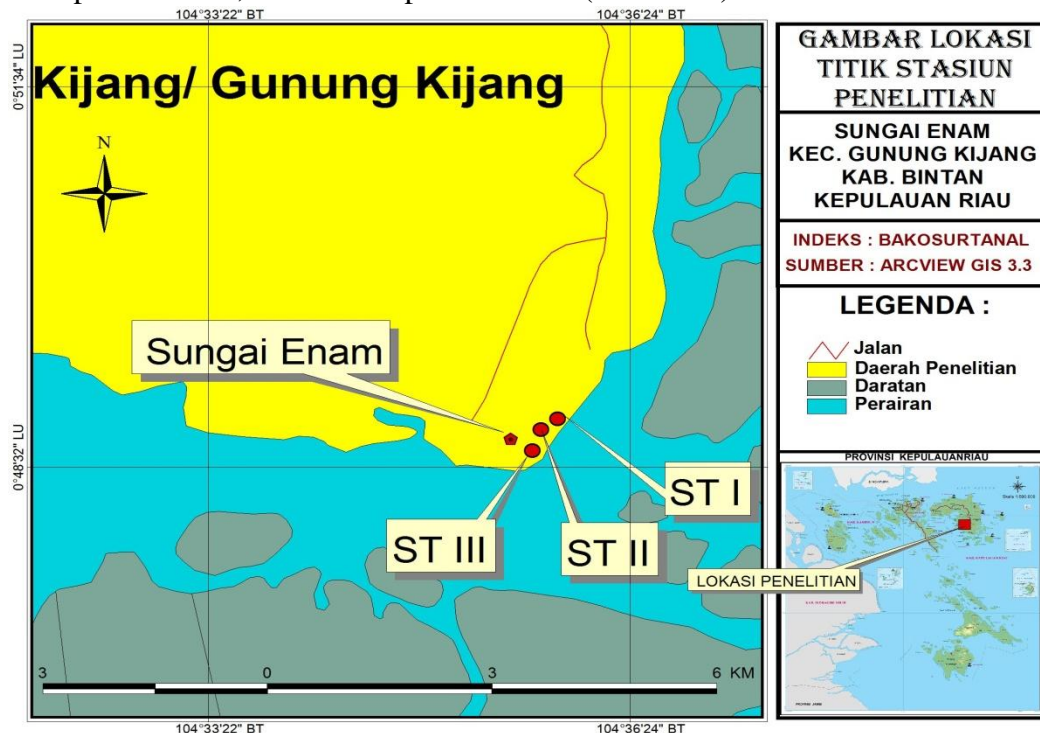 104°33'22" BT
104°36'24" BT
0°51'34" LU
Kijang/ Gunung Kijang
N
Sungai Enam
0°48'32" LU
ST I
ST II
ST III
3 0 3 6 KM
104°33'22" BT
104°36'24" BT
GAMBAR LOKASI
TITIK STASIUN
PENELITIAN
SUNGAI ENAM
KEC. GUNUNG KIJANG
KAB. BINTAN
KEPULAUAN RIAU
INDEKS : BAKOSURTANAL
SUMBER : ARCVIEW GIS 3.3
LEGENDA :
Jalan
Daerah Penelitian
Daratan
Perairan
PROVINSI KEPULAUANRIAU
LOKASI PENELITIAN